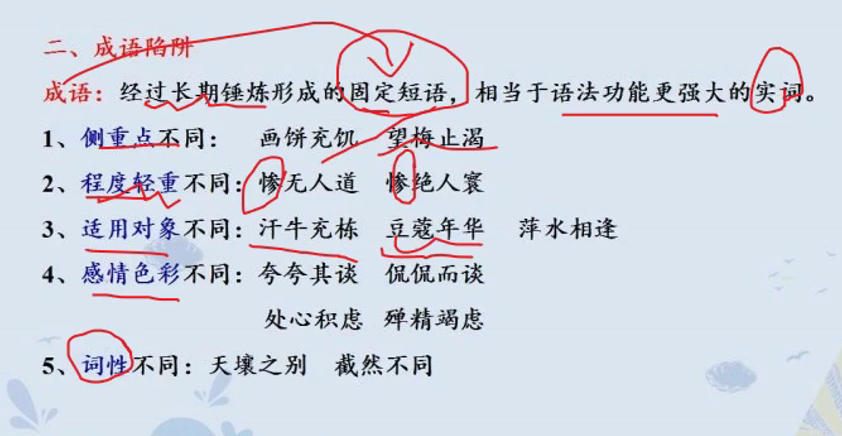 二、成语陷阱
成语：经过长期锤炼形成的固定短语，相当于语法功能更强大的实词。
1、侧重点不同： 画饼充饥 望梅止渴
2、程度轻重不同：惨无人道 惨绝人寰
3、适用对象不同：汗牛充栋 豆蔻年华 萍水相逢
4、感情色彩不同：夸夸其谈 侃侃而谈
处心积虑 殚精竭虑
5、词性不同：天壤之别 截然不同